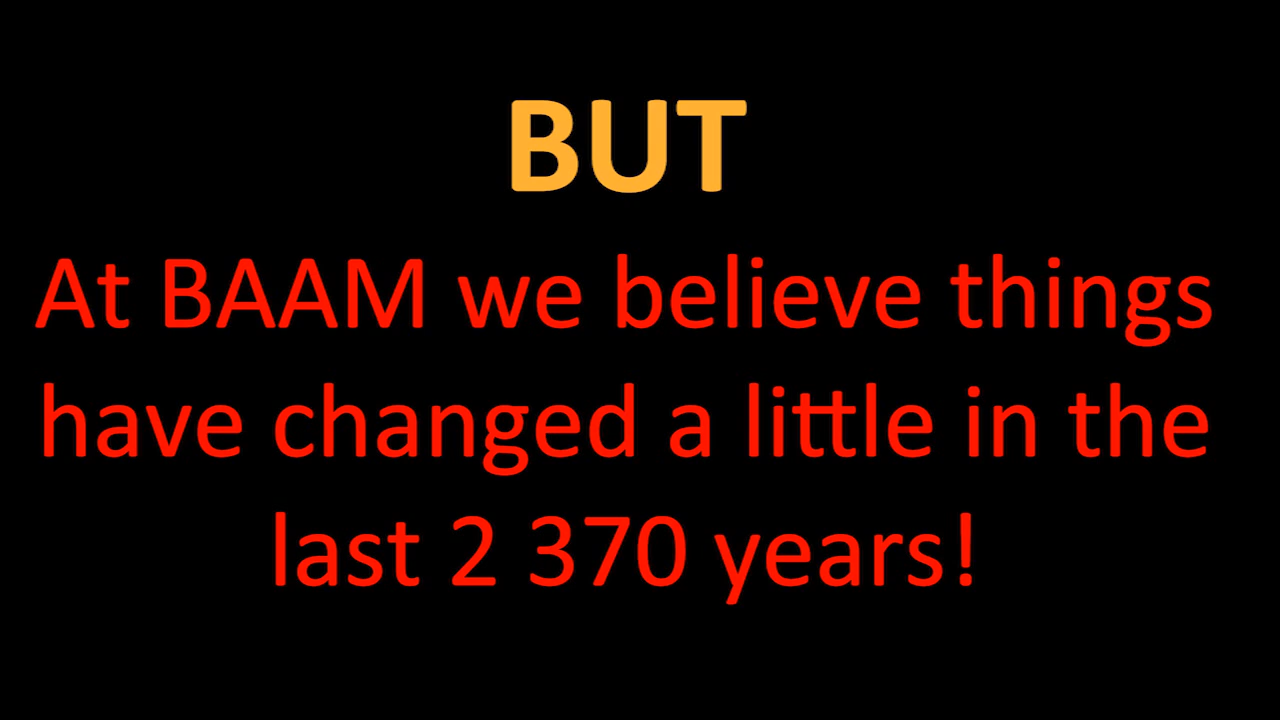 BUT
At BAAM we believe things
have changed a little in the
last 2 370 years!